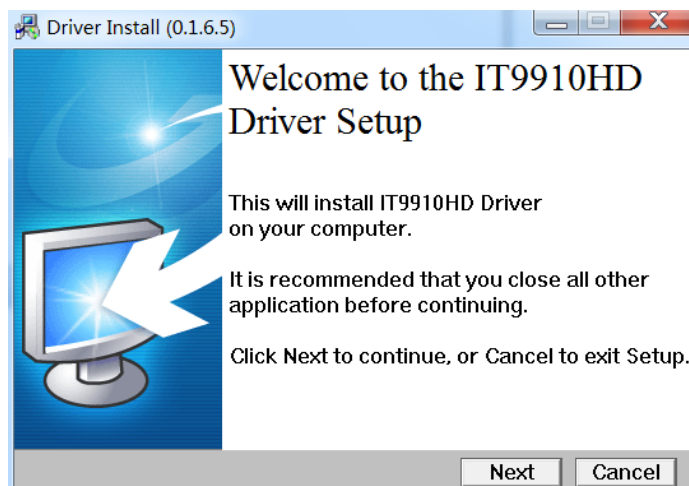 Driver Install (0.1.6.5)
Welcome to the IT9910HD
Driver Setup
This will install IT9910HD Driver
on your computer.
It is recommended that you close all other
application before continuing.
Click Next to continue, or Cancel to exit Setup.
Next
Cancel